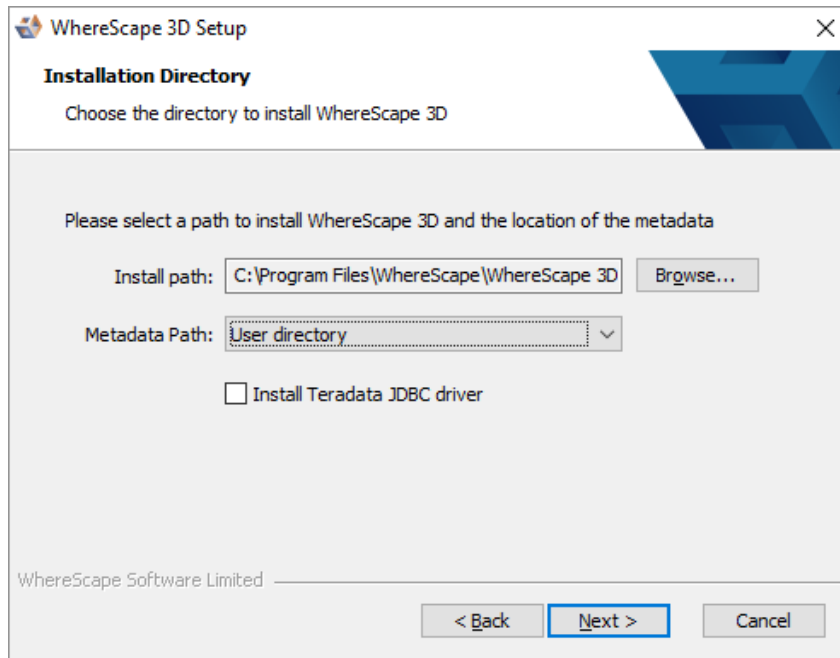 WhereScape 3D Setup
Installation Directory
Choose the directory to install WhereScape 3D
Please select a path to install WhereScape 3D and the location of the metadata
Install path: C:\Program Files\WhereScape\WhereScape 3D Browse...
Metadata Path: User directory
Install Teradata JDBC driver
WhereScape Software Limited
< Back Next > Cancel